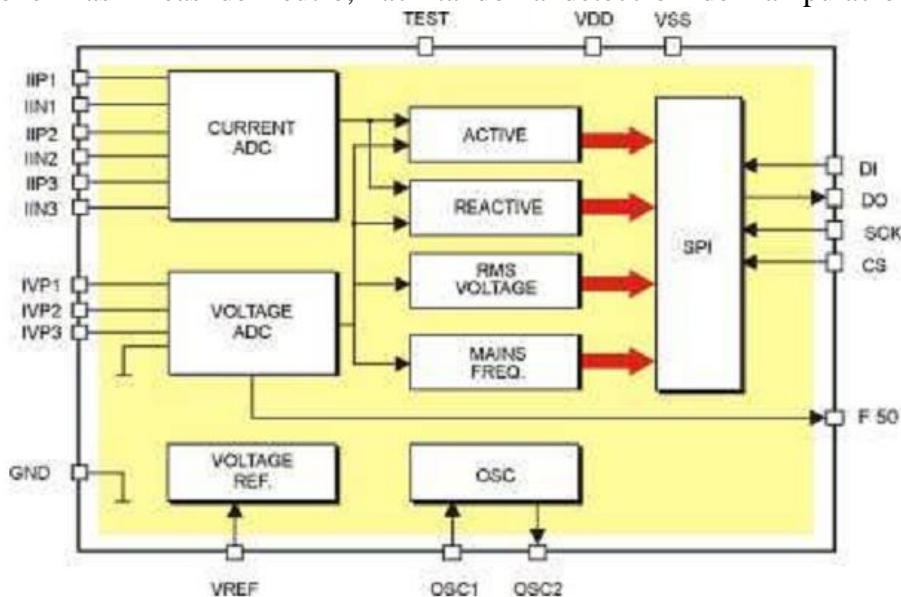 TEST VDD VSS
IIP1
IIN1
IIP2
IIN2
IIP3
IIN3
CURRENT
ADC
ACTIVE
REACTIVE
RMS
VOLTAGE
MAINS
FREQ.
SPI
DI
DO
SCK
CS
IVP1
IVP2
IVP3
VOLTAGE
ADC
F 50
GND
VOLTAGE
REF.
OSC
VREF OSC1 OSC2